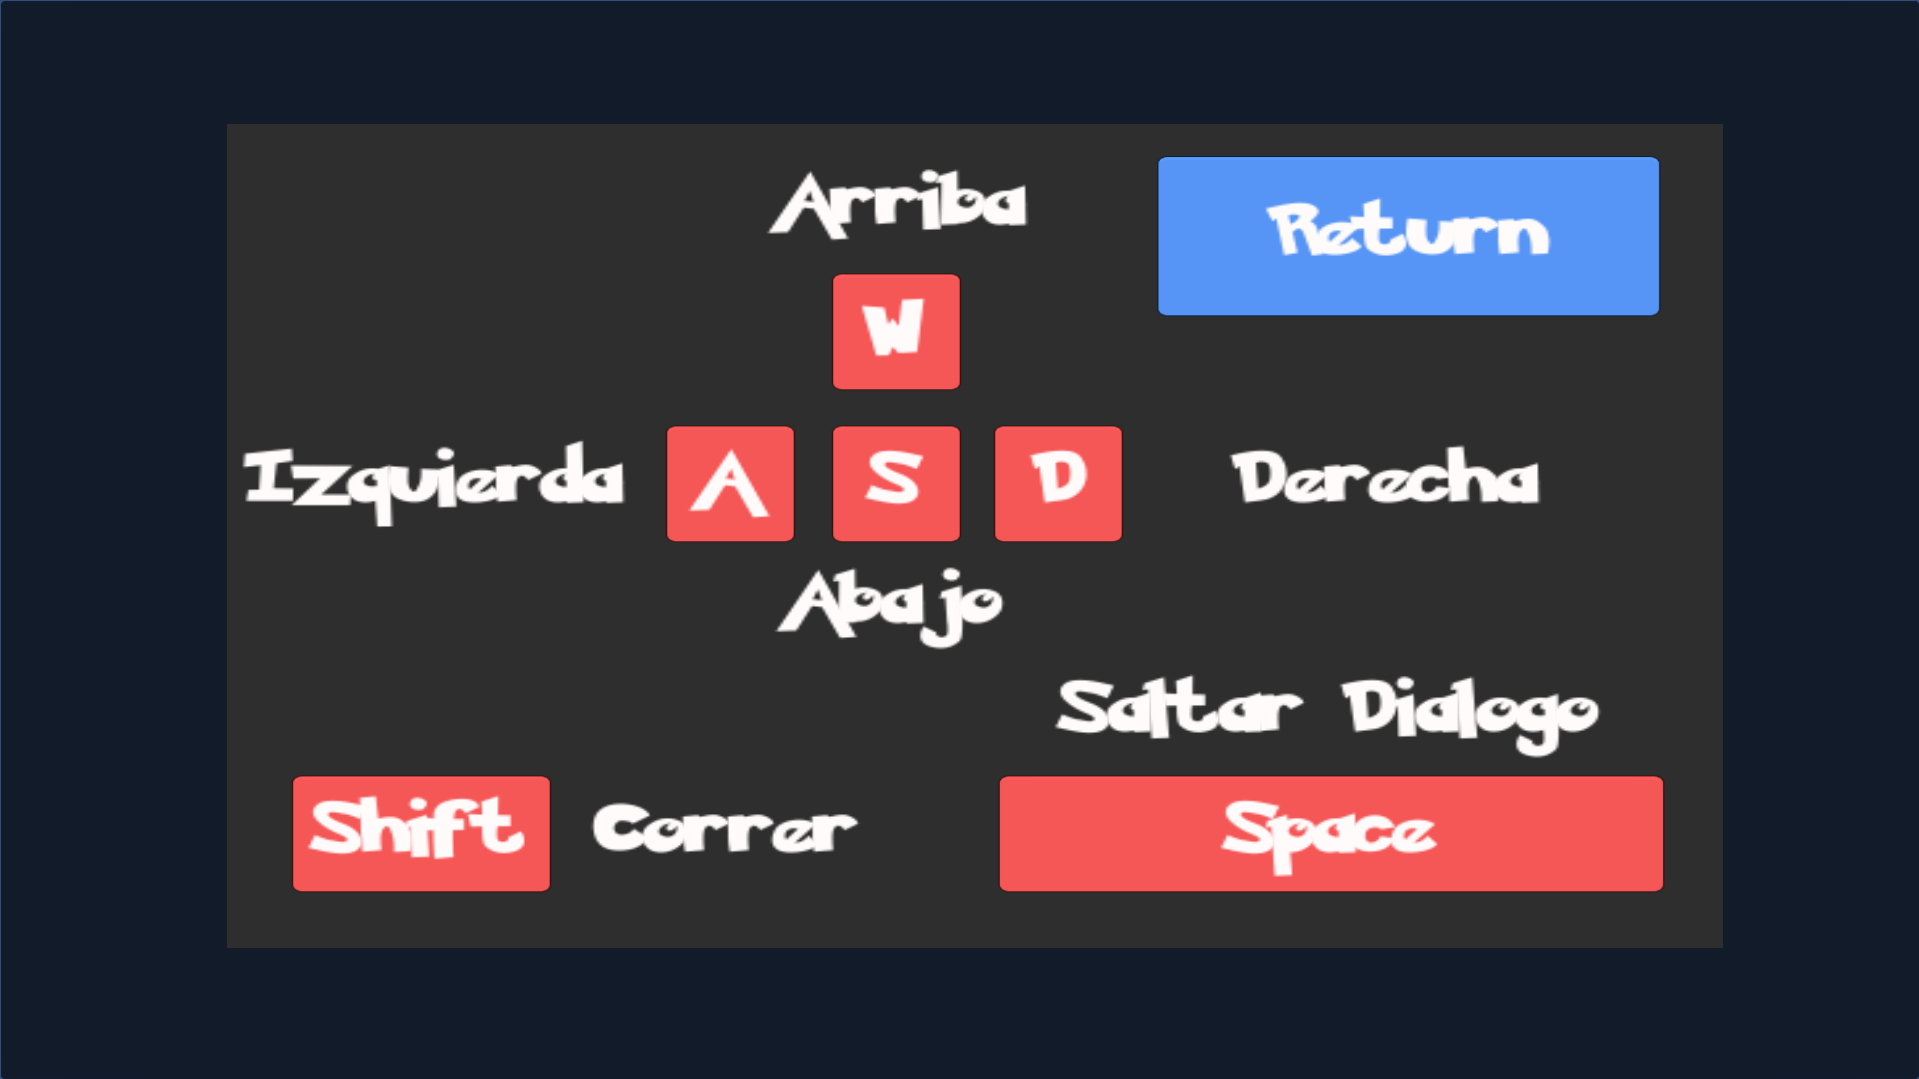 Arriba
Return
W
Izquierda A S D Derecha
Abajo
Saltar Dialogo
Shift Correr Space